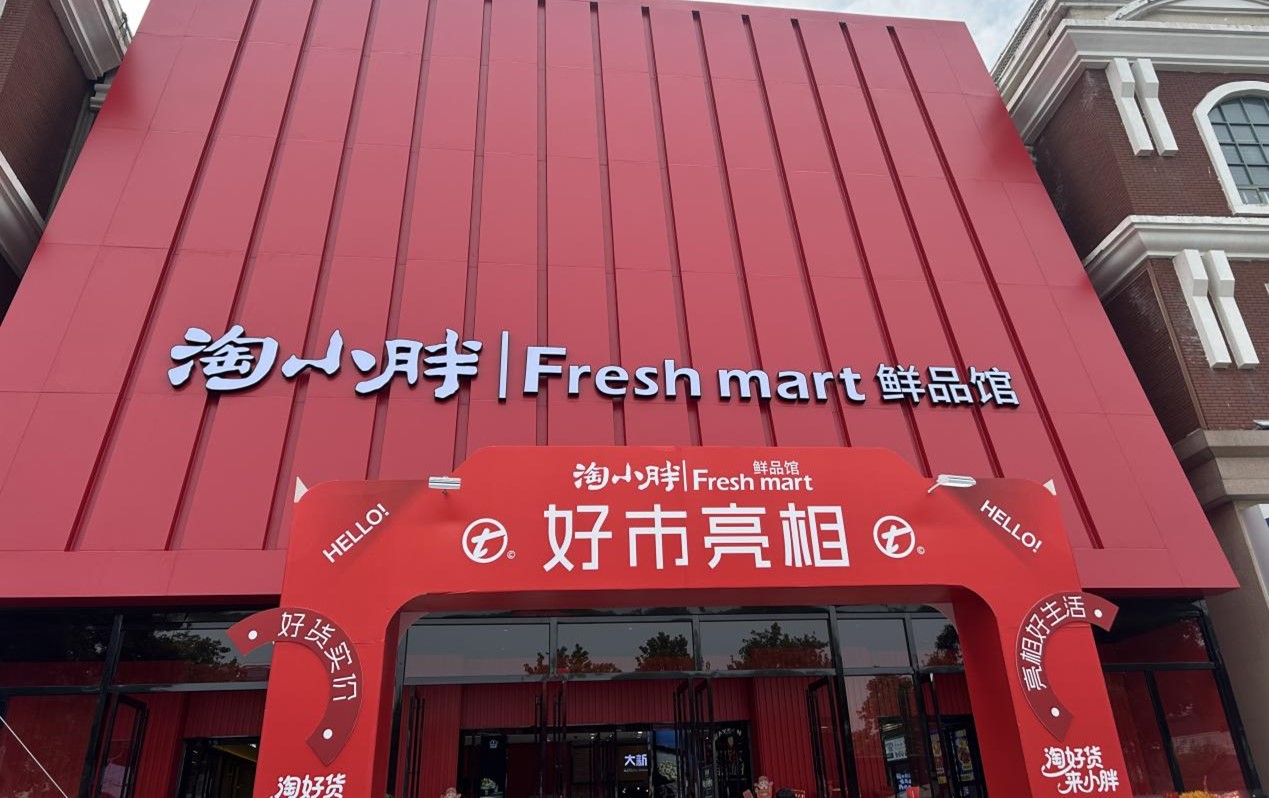 淘小胖 Fresh mart 鲜品馆
淘小胖 Fresh mart 鲜品馆
HELLO!
好市亮相
HELLO!
好货实价
亮相好生活
淘好货
淘好货
来小胖
大新